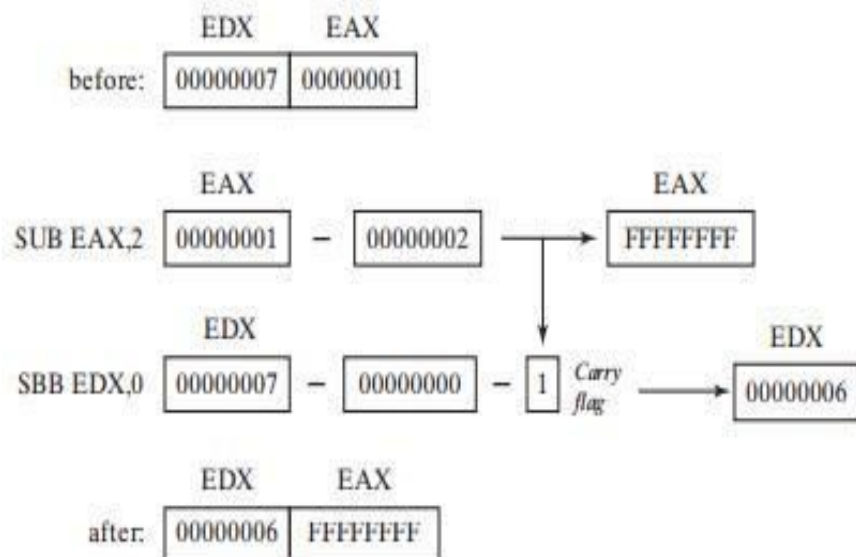 EDX EAX
before: 00000007 00000001
EAX EAX
SUB EAX,2 00000001 – 00000002 FFFFFFFF
EDX EDX
SBB EDX,0 00000007 – 00000000 – 1 Carry flag 00000006
EDX EAX
after: 00000006 FFFFFFFF